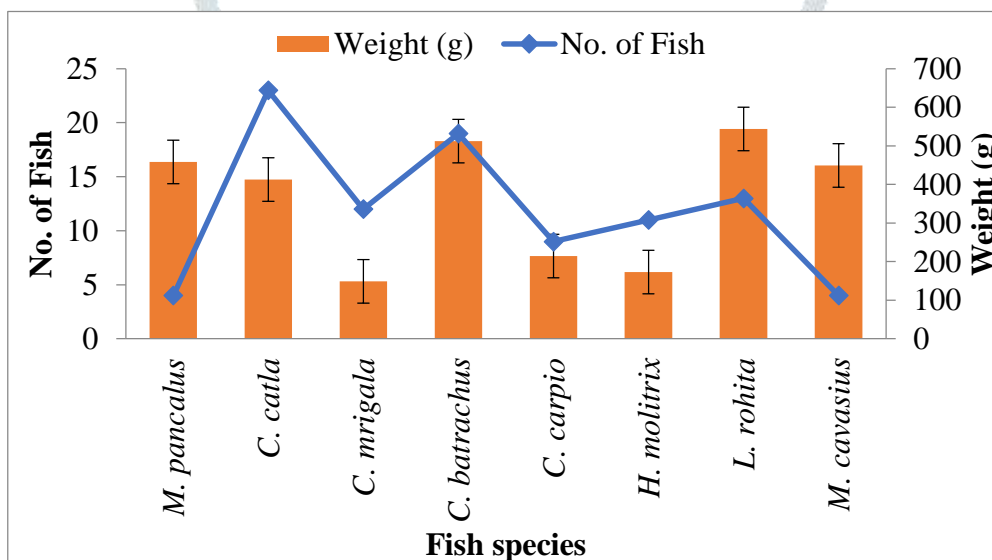 Weight (g) No. of Fish
No. of Fish
25
20
15
10
5
0
700
600
500
400
300
200
100
0
Weight (g)
M. pancalus
C. catla
C. mrigala
C. batrachus
C. carpio
H. molitrix
L. rohita
M. cavasius
Fish species